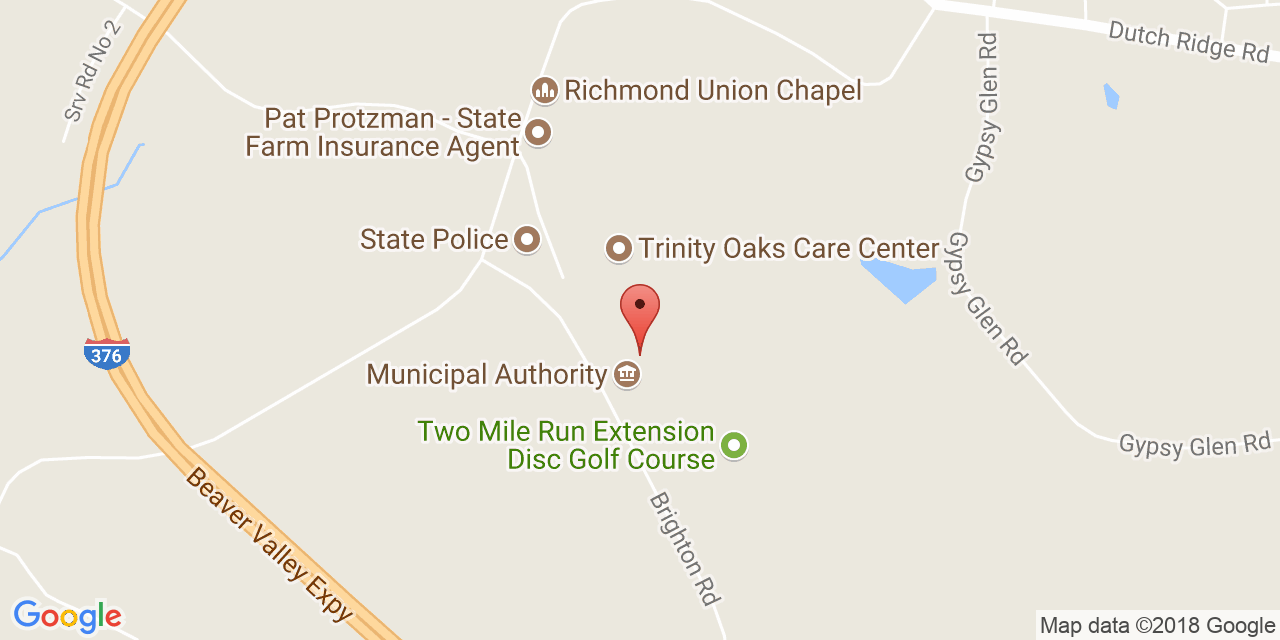 Srv Rd No 2
Dutch Ridge Rd
Gypsy Glen Rd
Richmond Union Chapel
Pat Protzman - State
Farm Insurance Agent
State Police
Trinity Oaks Care Center
Gypsy Glen Rd
376
Municipal Authority
Two Mile Run Extension
Disc Golf Course
Gypsy Glen Rd
Beaver Valley Expy
Brighton Rd
Google
Map data ©2018 Google